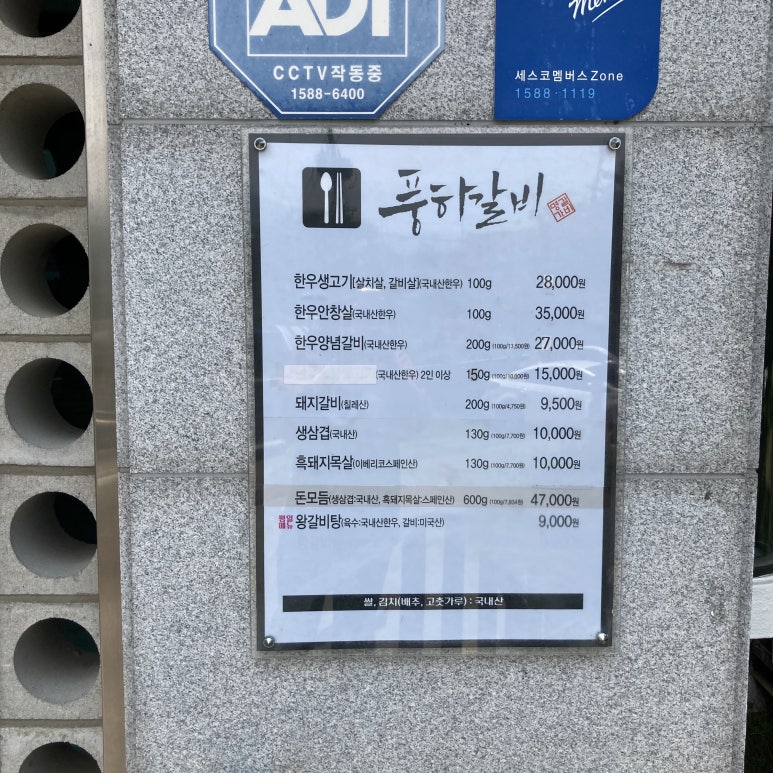 ADT
CCTV작동중
1588-6400
세스코멤버스Zone
1588·1119
풍하갈비
한우생고기[살치살, 갈비살](국내산한우) 100g 28,000원
한우안창살(국내산한우) 100g 35,000원
한우양념갈비(국내산한우) 200g (100g/13,500원) 27,000원
(국내산한우) 2인 이상 150g (100g/10,000원) 15,000원
돼지갈비(칠레산) 200g (100g/4,750원) 9,500원
생삼겹(국내산) 130g (100g/7,700원) 10,000원
흑돼지목살(이베리코스페인산) 130g (100g/7,700원) 10,000원
돈모듬(생삼겹:국내산, 흑돼지목살:스페인산) 600g (100g/7,834원) 47,000원
평일메뉴 왕갈비탕(육수:국내산한우, 갈비:미국산) 9,000원
쌀, 김치(배추, 고춧가루) : 국내산